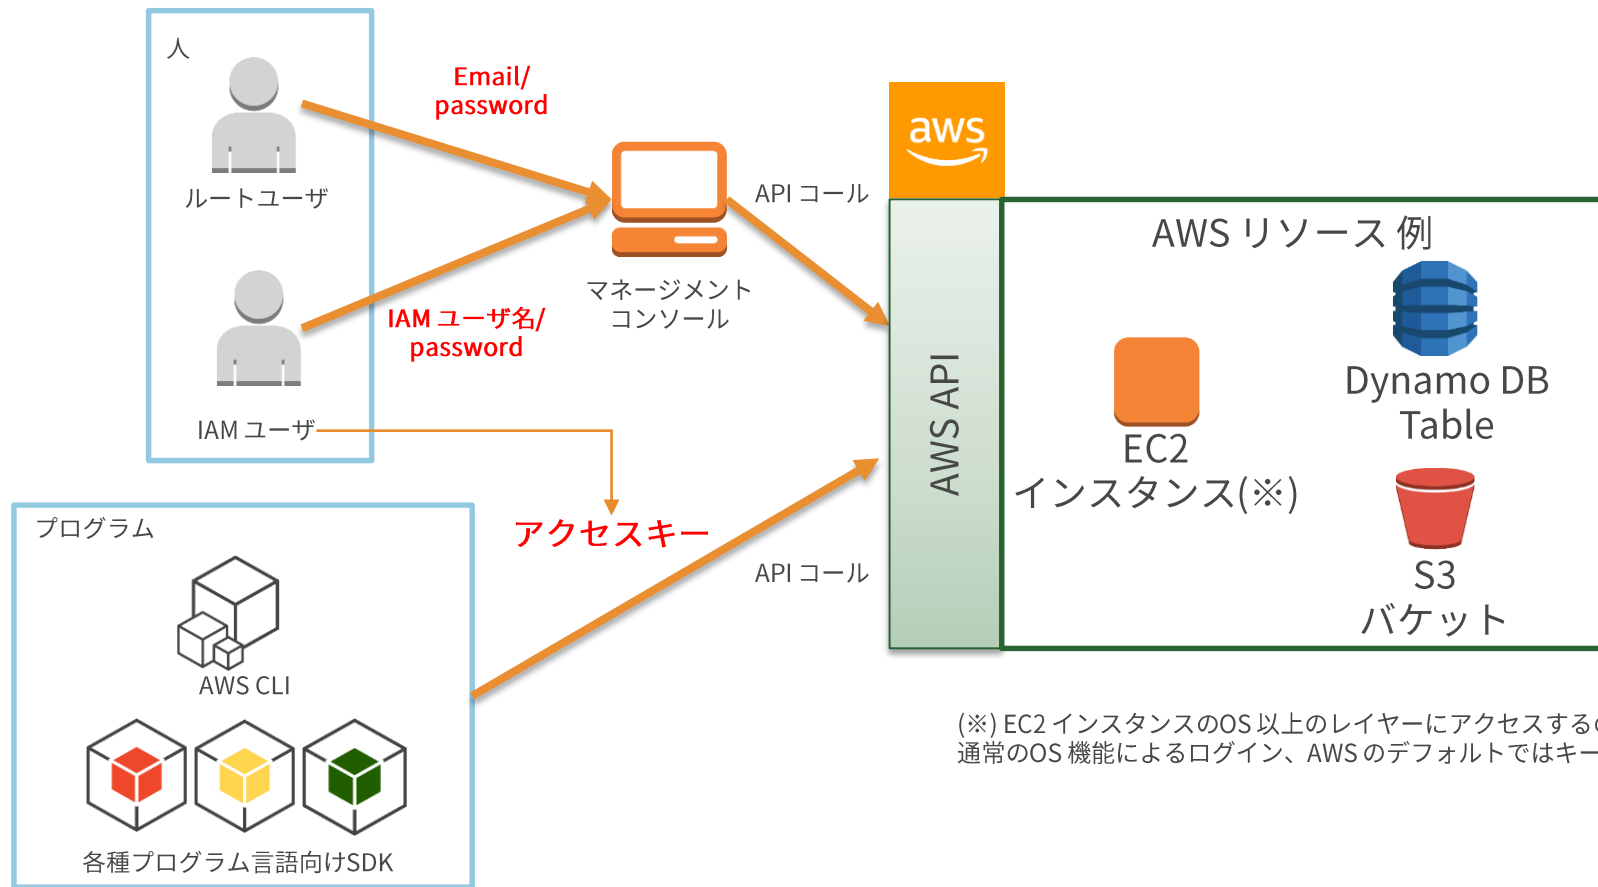 人
ルートユーザ
IAM ユーザ
Email/
password
IAM ユーザ名/
password
マネージメント
コンソール
API コール
aws
AWS API
AWS リソース 例
Dynamo DB
Table
EC2
インスタンス(※)
S3
バケット
アクセスキー
API コール
プログラム
AWS CLI
各種プログラム言語向けSDK
(※) EC2 インスタンスのOS 以上のレイヤーにアクセスする
通常のOS 機能によるログイン、AWS のデフォルトではキー